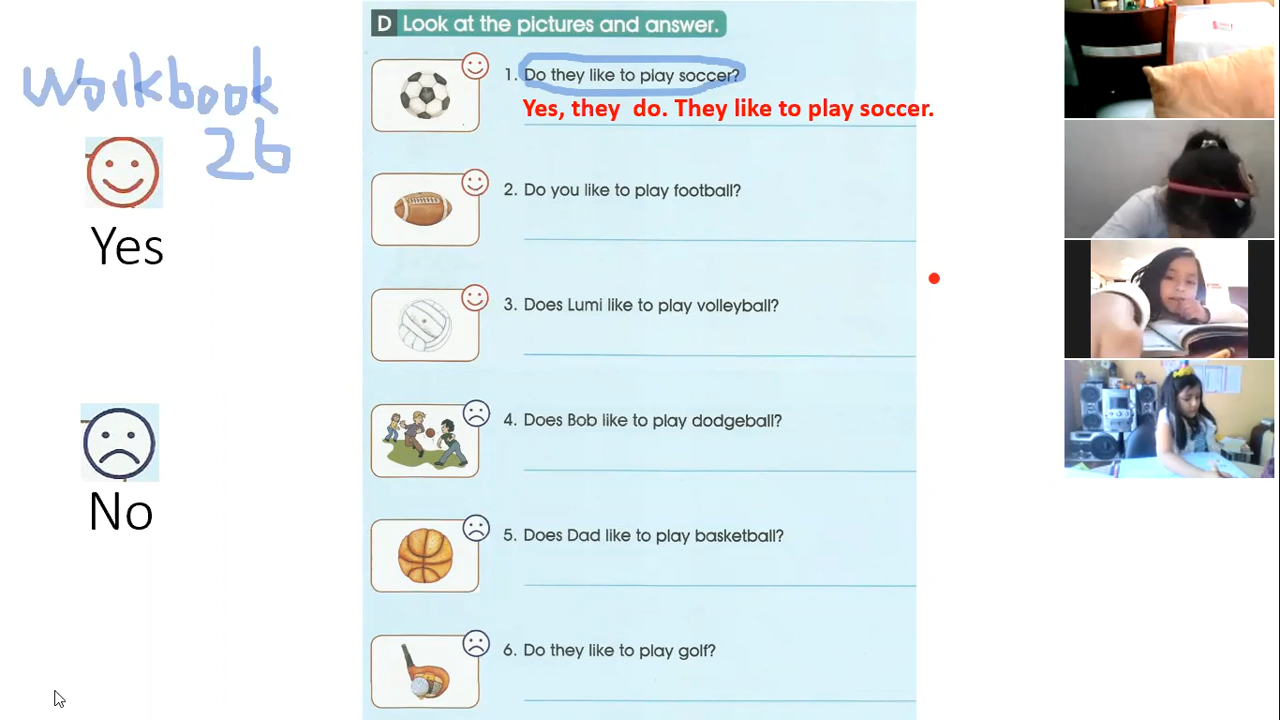 D Look at the pictures and answer.
Workbook
26
Yes
No
1. Do they like to play soccer?
Yes, they do. They like to play soccer.
2. Do you like to play football?
3. Does Lumi like to play volleyball?
4. Does Bob like to play dodgeball?
5. Does Dad like to play basketball?
6. Do they like to play golf?